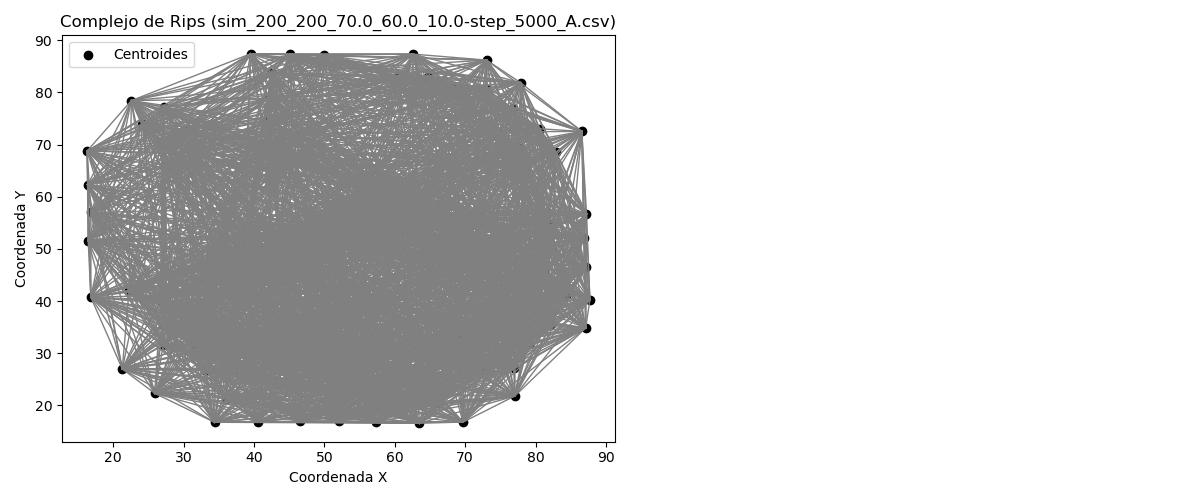 Complejo de Rips (sim_200_200_70.0_60.0_10.0-step_5000_A.csv)
Centroides
90
80
70
60
50
40
30
20
Coordenada Y
20 30 40 50 60 70 80 90
Coordenada X